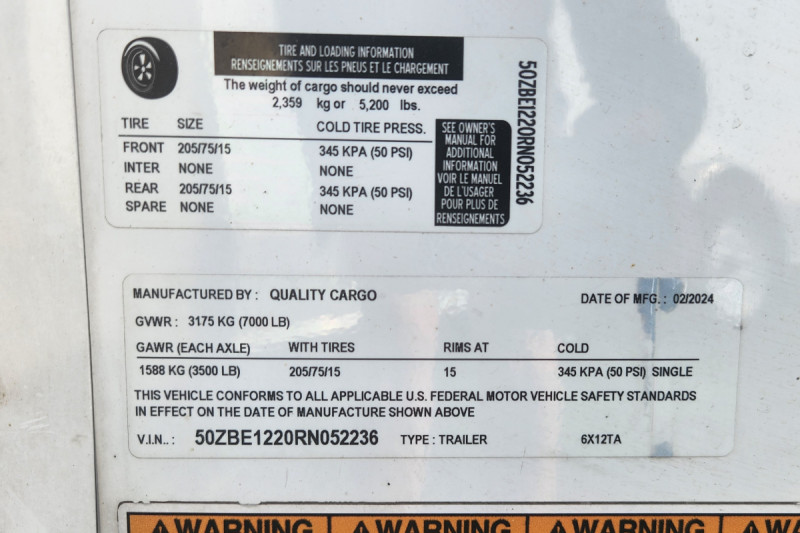 TIRE AND LOADING INFORMATION
RENSEIGNEMENTS SUR LES PNEUS ET LE CHARGEMENT
The weight of cargo should never exceed
2,359 kg or 5,200 lbs.
TIRE SIZE COLD TIRE PRESS.
FRONT 205/75/15 345 KPA (50 PSI)
INTER NONE NONE
REAR 205/75/15 345 KPA (50 PSI)
SPARE NONE NONE
SEE OWNER'S
MANUAL FOR
ADDITIONAL
INFORMATION
VOIR LE MANUEL
DE L'USAGER
POUR PLUS DE
RENSEIGNEMENTS
50ZBE1220RN052236
MANUFACTURED BY : QUALITY CARGO DATE OF MFG. : 02/2024
GVWR : 3175 KG (7000 LB)
GAWR (EACH AXLE) WITH TIRES RIMS AT COLD
1588 KG (3500 LB) 205/75/15 15 345 KPA (50 PSI) SINGLE
THIS VEHICLE CONFORMS TO ALL APPLICABLE U.S. FEDERAL MOTOR VEHICLE SAFETY STANDARDS
IN EFFECT ON THE DATE OF MANUFACTURE SHOWN ABOVE
V.I.N.. : 50ZBE1220RN052236 TYPE : TRAILER 6X12TA
WARNING WARNING WARNING WA